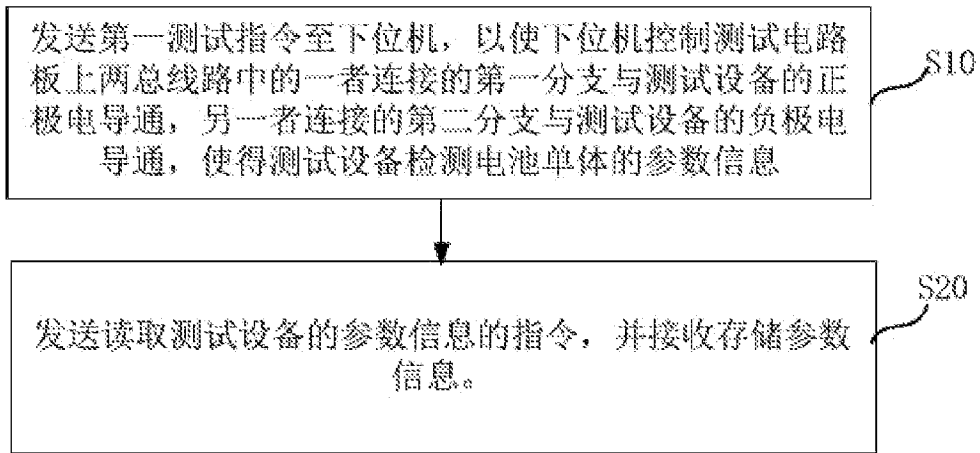 发送第一测试指令至下位机，以使下位机控制测试电路
板上两总线路中的一者连接的第一分支与测试设备的正
极电导通，另一者连接的第二分支与测试设备的负极电
导通，使得测试设备检测电池单体的参数信息
S10
发送读取测试设备的参数信息的指令，并接收存储参数
信息。
S20